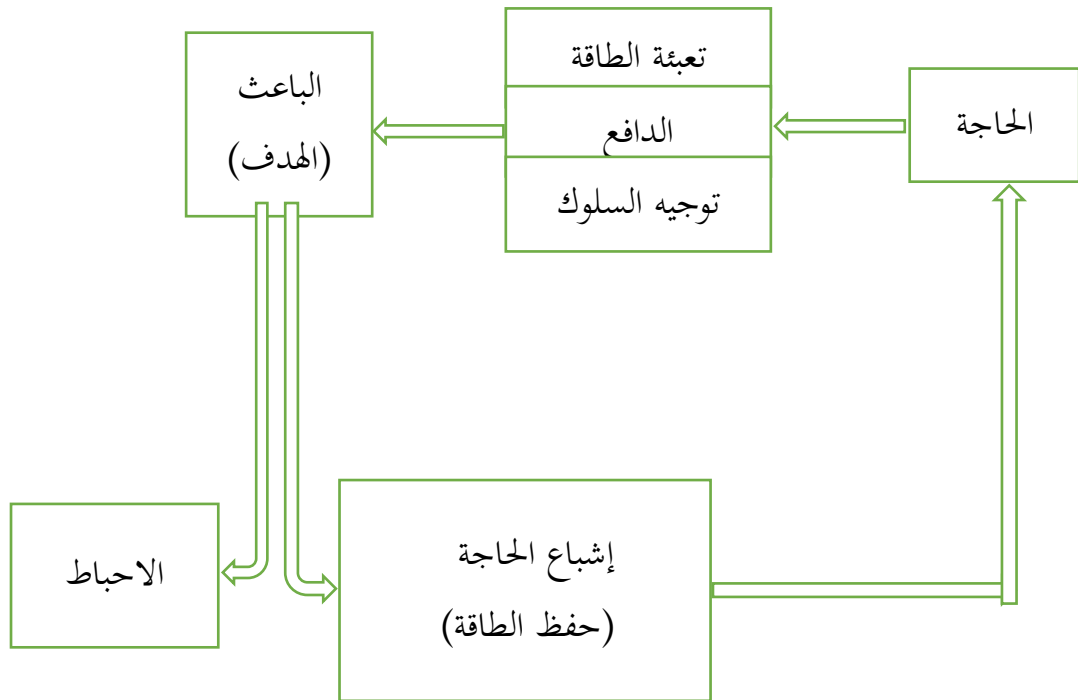 الحاجة
تعبئة الطاقة
الدافع
توجيه السلوك
الباعث
(الهدف)
إشباع الحاجة
(حفظ الطاقة)
الاحباط